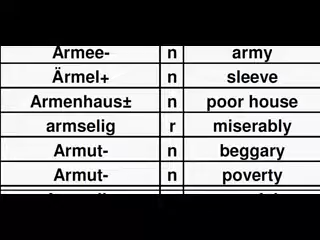 Armee- n army
Ärmel+ n sleeve
Armenhaus± n poor house
armselig r miserably
Armut- n beggary
Armut- n poverty